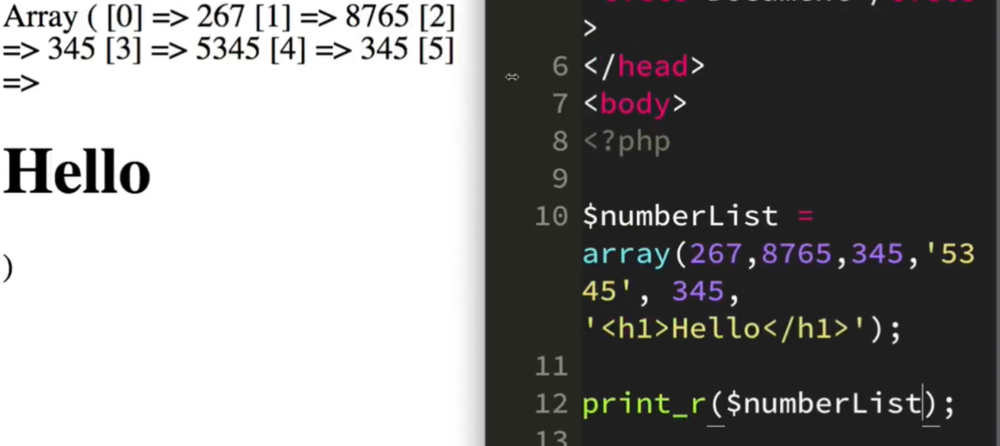 Array ( [0] => 267 [1] => 8765 [2]
=> 345 [3] => 5345 [4] => 345 [5]
=>
Hello
)
>
6 </head>
7 <body>
8 <?php
9
10 $numberList =
array(267,8765,345,'53
45', 345,
'<h1>Hello</h1>');
11
12 print_r($numberList);
13